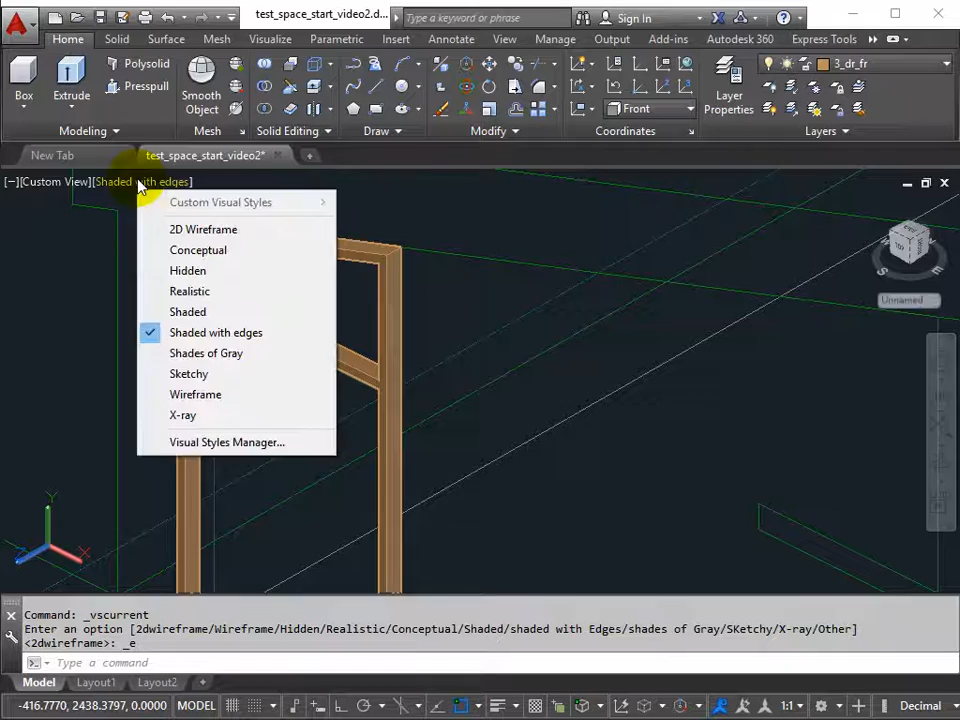 test_space_start_video2.d...
Type a keyword or phrase
Sign In
Home
Solid
Surface
Mesh
Visualize
Parametric
Insert
Annotate
View
Manage
Output
Add-ins
Autodesk 360
Express Tools
Box
Extrude
Polysolid
Presspull
Smooth
Object
Front
Layer
Properties
3_dr_fr
Modeling
Mesh
Solid Editing
Draw
Modify
Coordinates
Layers
New Tab
test_space_start_video2*
[−][Custom View][Shaded with edges]
Custom Visual Styles
2D Wireframe
Conceptual
Hidden
Realistic
Shaded
Shaded with edges
Shades of Gray
Sketchy
Wireframe
X-ray
Visual Styles Manager...
S
E
Unnamed
Y
Z
X
Command: _vscurrent
Enter an option [2dwireframe/Wireframe/Hidden/Realistic/Conceptual/Shaded/shaded with Edges/shades of Gray/SKetchy/X-ray/Other]
<2dwireframe>: _e
Type a command
Model
Layout1
Layout2
-416.7770, 2438.3797, 0.0000
MODEL
1:1
Decimal